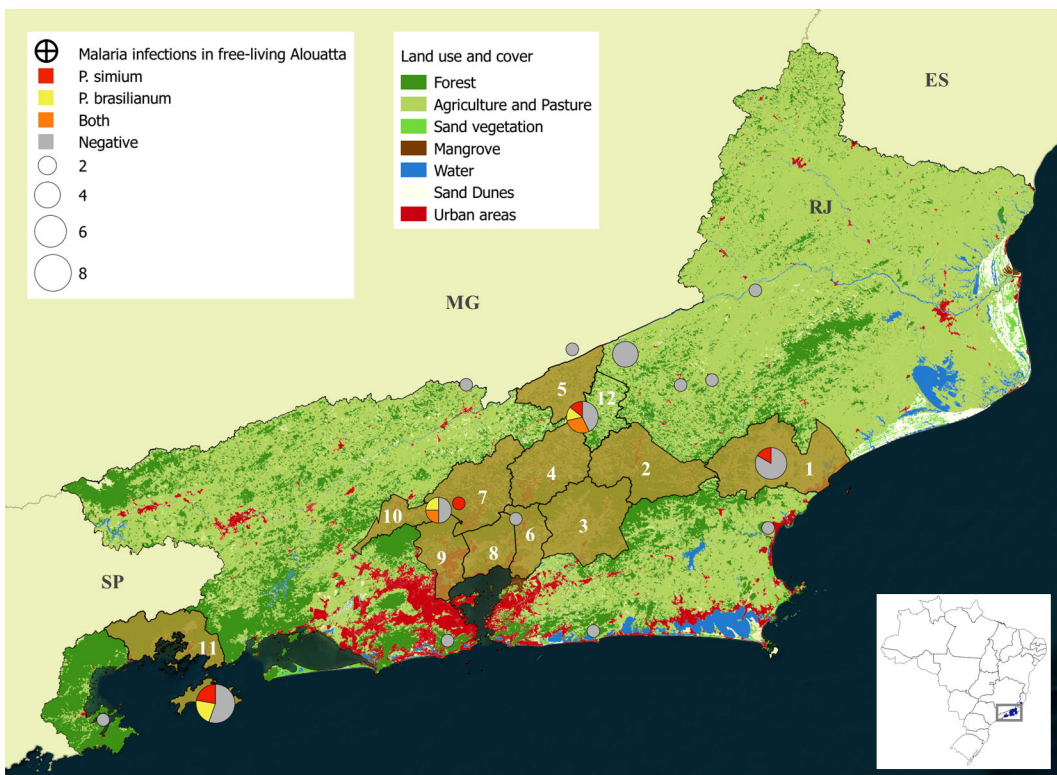 Malaria infections in free-living Alouatta
P. simium
P. brasilianum
Both
Negative
2
4
6
8
Land use and cover
Forest
Agriculture and Pasture
Sand vegetation
Mangrove
Water
Sand Dunes
Urban areas
ES
RJ
MG
SP
5
12
4
2
1
7
10
3
6
8
9
11